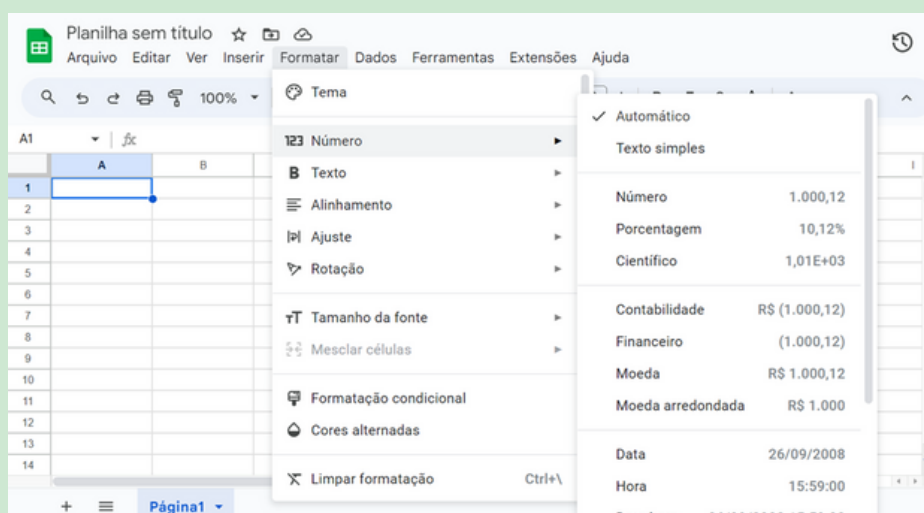 Planilha sem título
Arquivo Editar Ver Inserir Formatar Dados Ferramentas Extensões Ajuda
100%
A1 fx
A B I
1
2
3
4
5
6
7
8
9
10
11
12
13
14
Tema
123 Número
B Texto
Alinhamento
Ajuste
Rotação
Tamanho da fonte
Mesclar células
Formatação condicional
Cores alternadas
Limpar formatação Ctrl+\
Automático
Texto simples
Número 1.000,12
Porcentagem 10,12%
Científico 1,01E+03
Contabilidade R$ (1.000,12)
Financeiro (1.000,12)
Moeda R$ 1.000,12
Moeda arredondada R$ 1.000
Data 26/09/2008
Hora 15:59:00
Página1